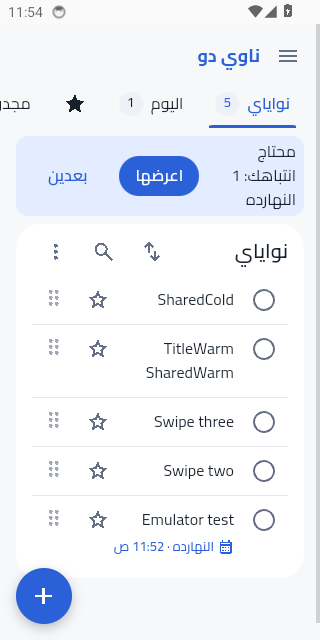 11:54
ناوي دو
نواياي 5 اليوم 1 مجدو
محتاج
انتباهك: 1
النهارده
اعرضها
بعدين
نواياي
SharedCold
TitleWarm
SharedWarm
Swipe three
Swipe two
Emulator test
النهارده · 11:52 ص